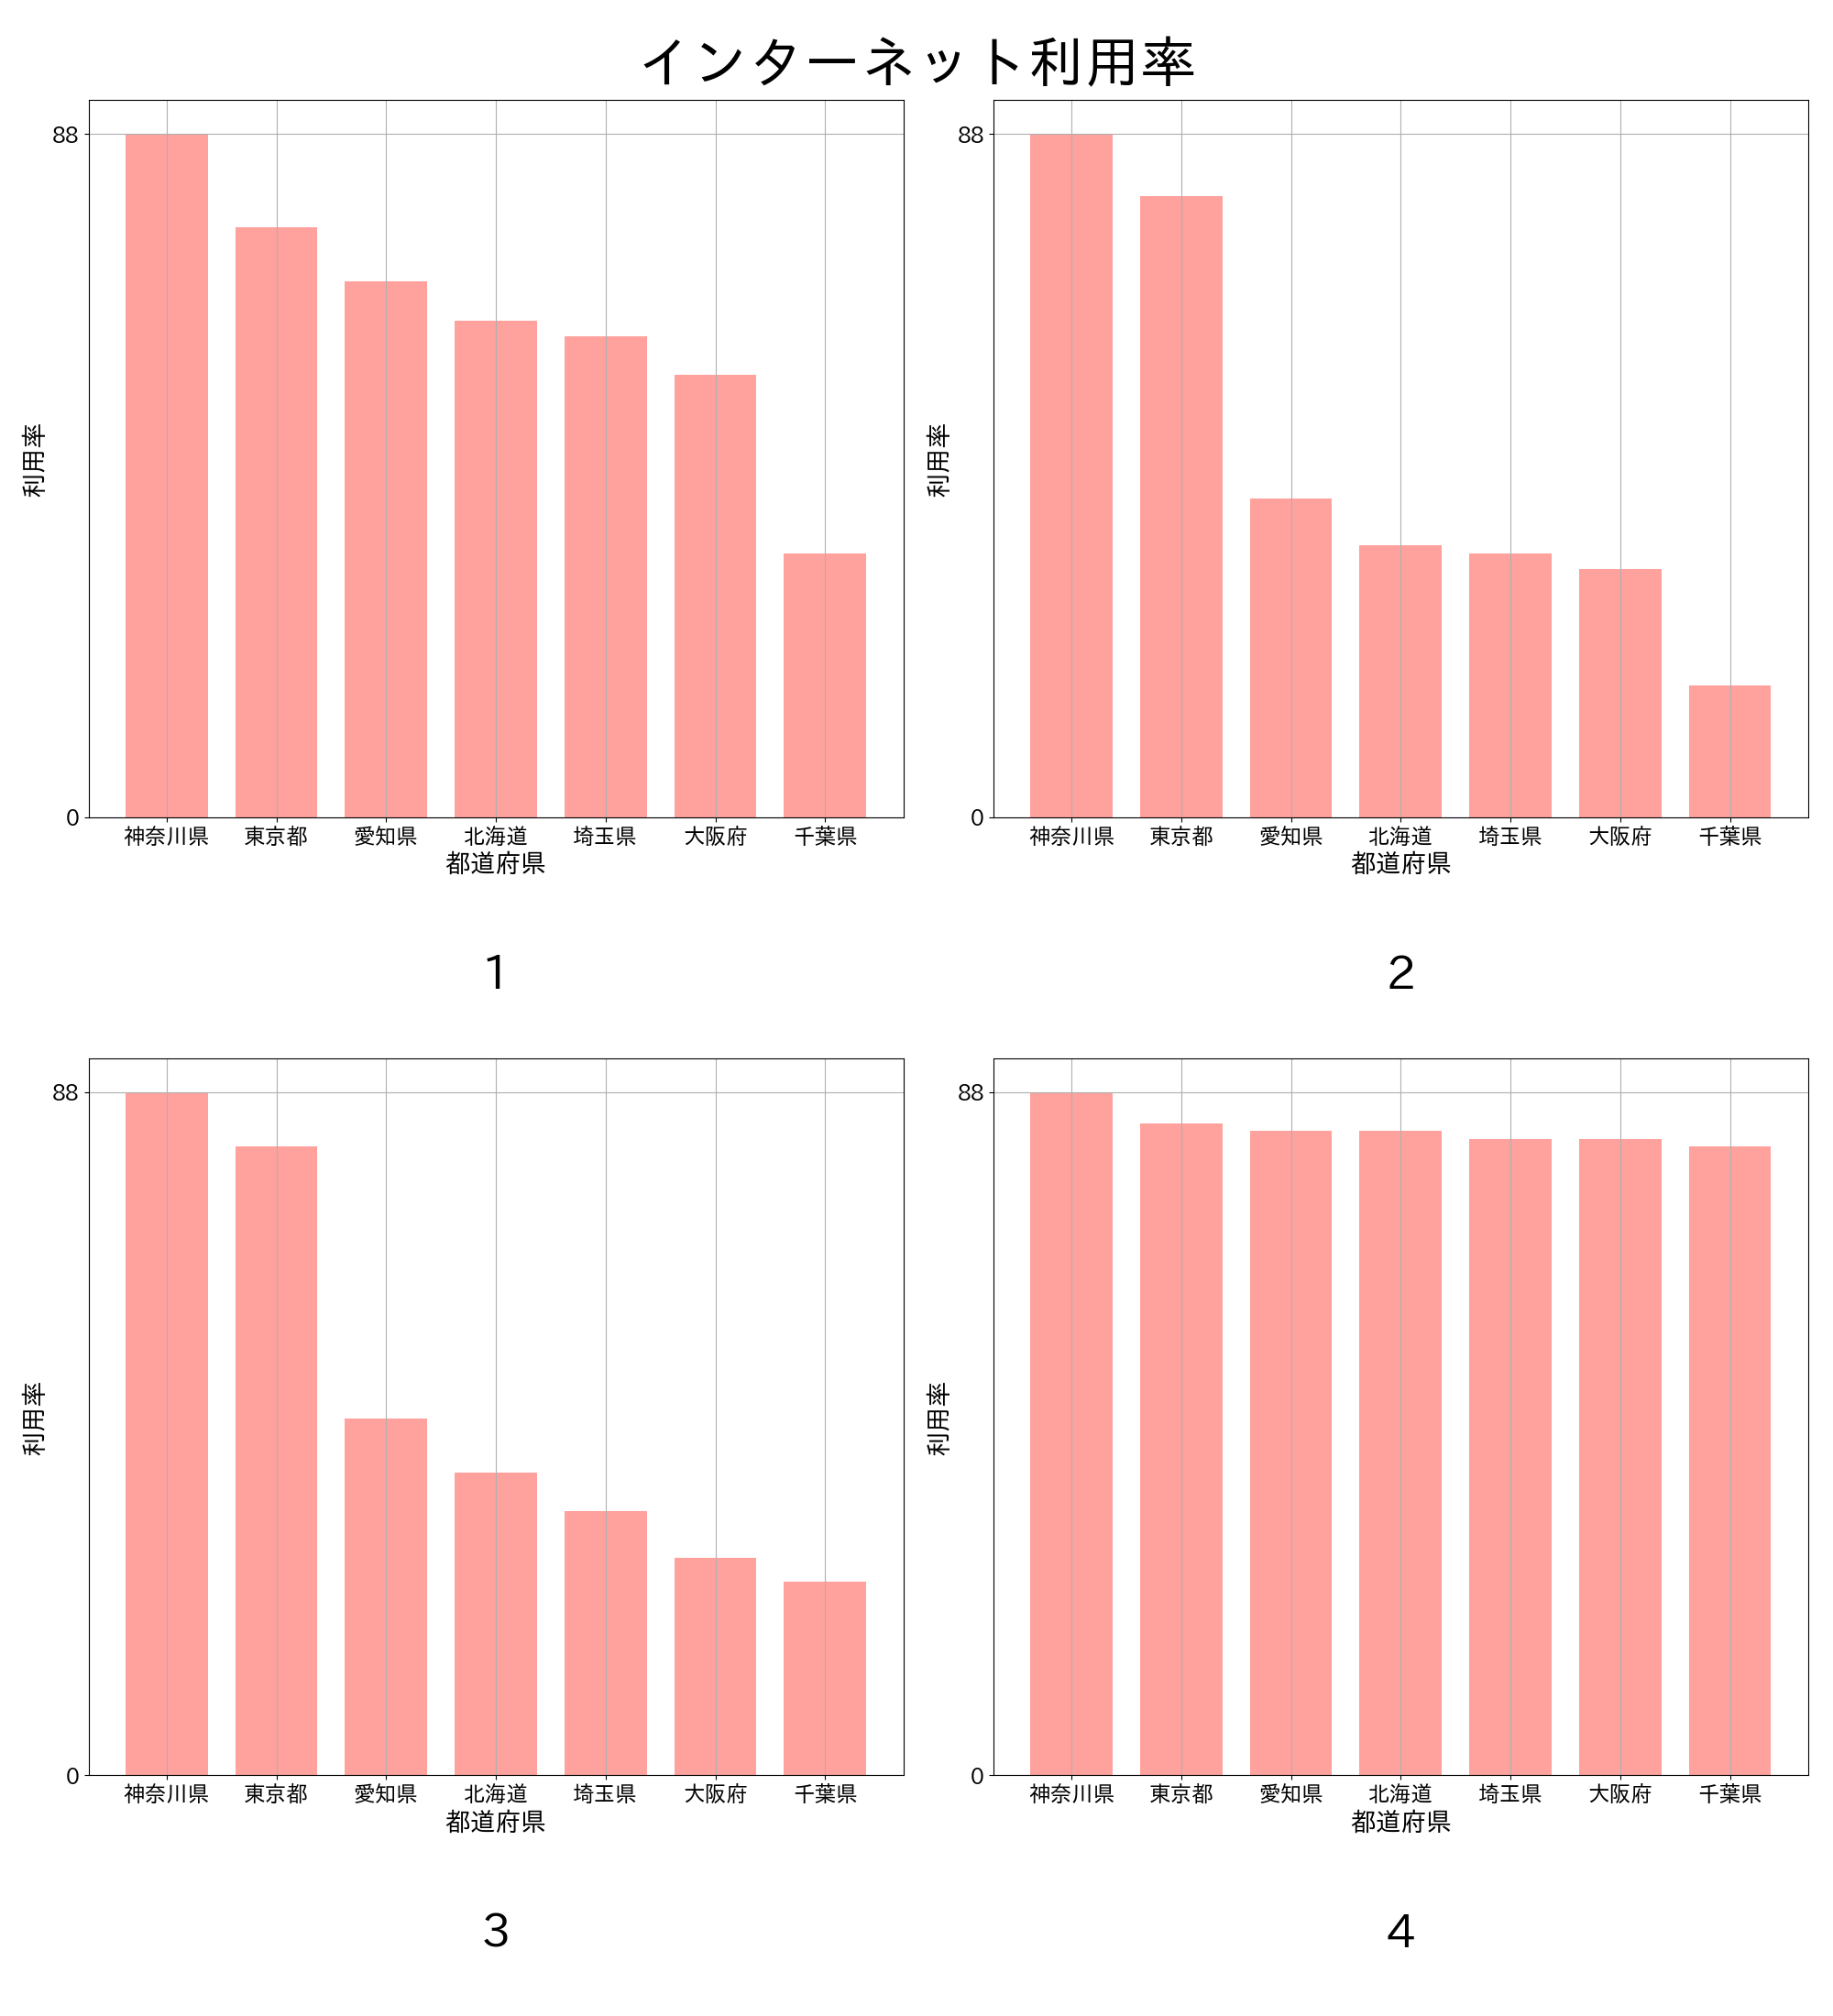 インターネット利用率
88
0
利用率
神奈川県 東京都 愛知県 北海道 埼玉県 大阪府 千葉県
都道府県
1
88
0
利用率
神奈川県 東京都 愛知県 北海道 埼玉県 大阪府 千葉県
都道府県
2
88
0
利用率
神奈川県 東京都 愛知県 北海道 埼玉県 大阪府 千葉県
都道府県
3
88
0
利用率
神奈川県 東京都 愛知県 北海道 埼玉県 大阪府 千葉県
都道府県
4